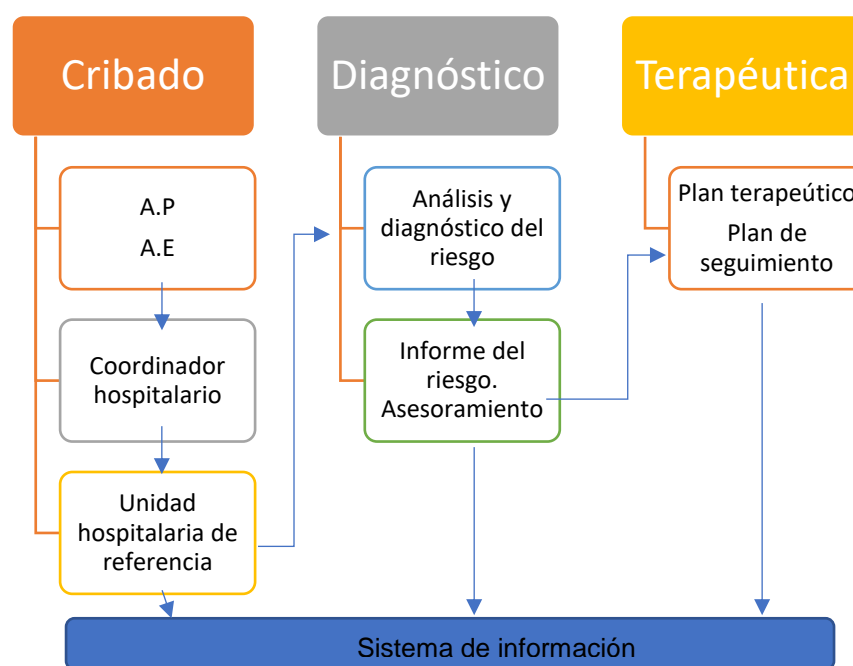 Cribado
A.P
A.E
Coordinador
hospitalario
Unidad
hospitalaria de
referencia
Diagnóstico
Análisis y
diagnóstico del
riesgo
Informe del
riesgo.
Asesoramiento
Terapéutica
Plan terapeútico
Plan de
seguimiento
Sistema de información